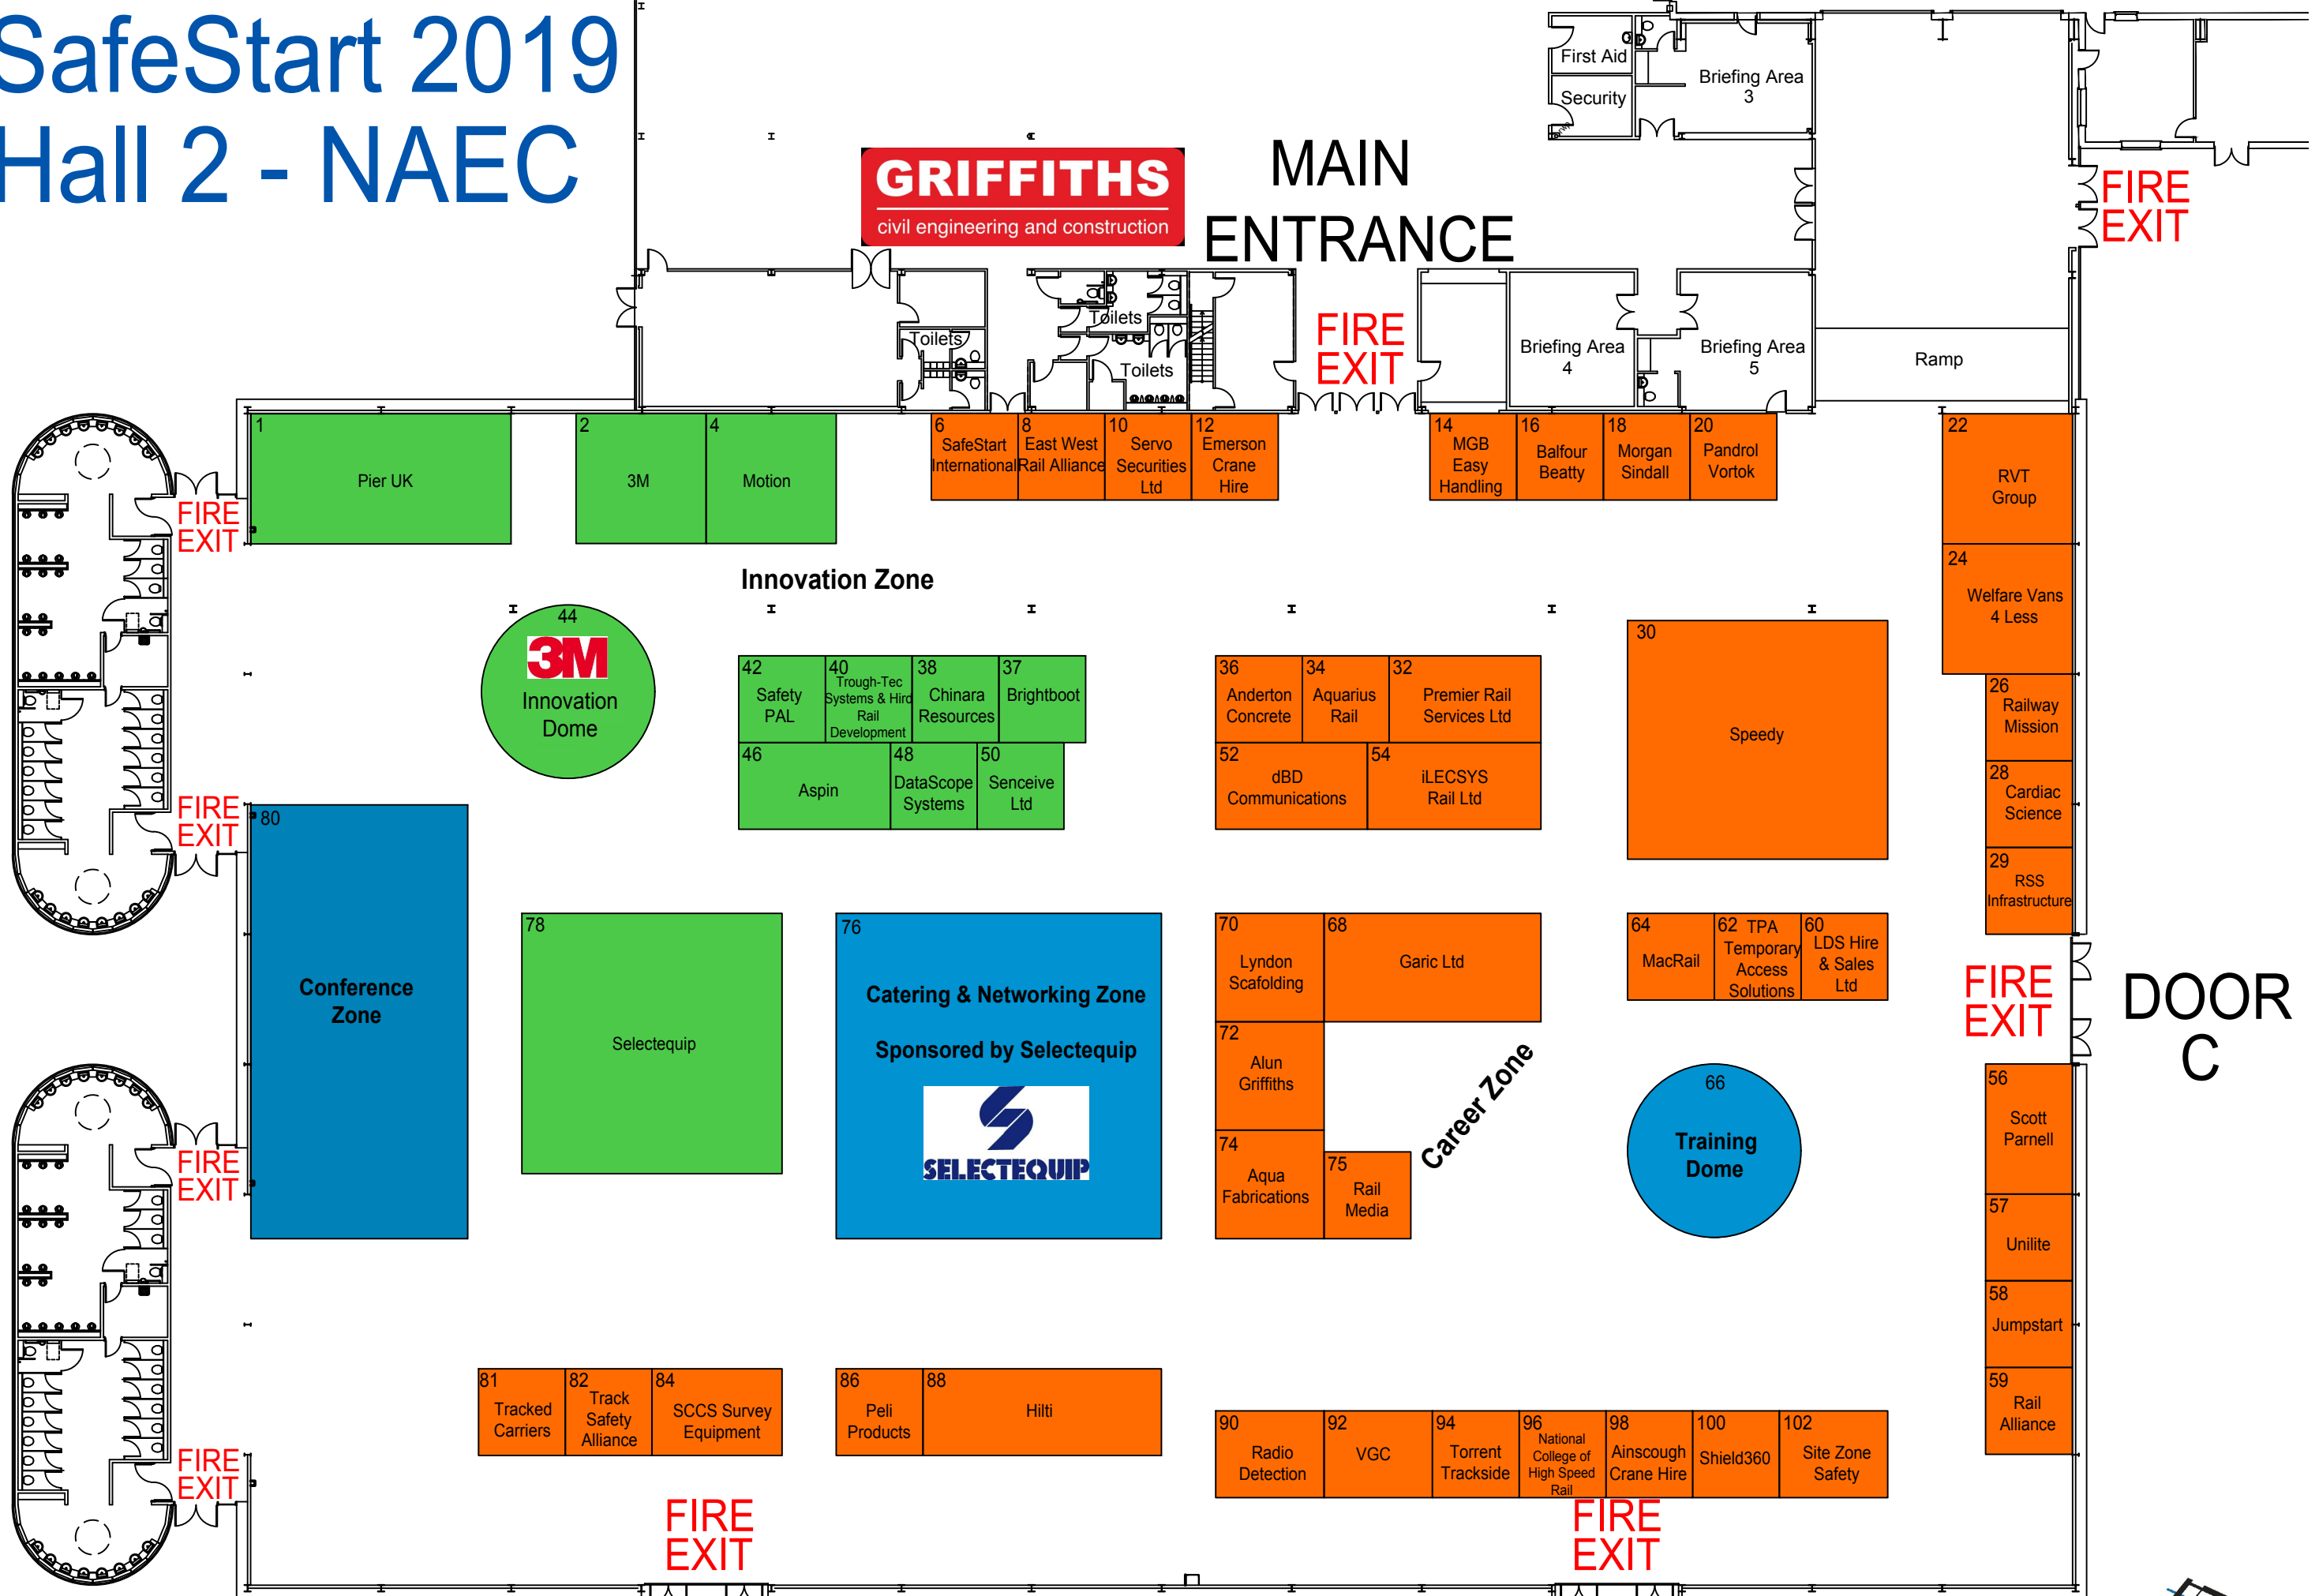 SafeStart 2019
Hall 2 - NAEC
GRIFFITHS
civil engineering and construction
MAIN
ENTRANCE
First Aid
Security
Briefing Area
3
FIRE
EXIT
Toilets
Toilets
Toilets
FIRE
EXIT
Briefing Area
4
Briefing Area
5
Ramp
1
Pier UK
2
3M
4
Motion
6
SafeStart
International
8
East West
Rail Alliance
10
Servo
Securities
Ltd
12
Emerson
Crane
Hire
14
MGB
Easy
Handling
16
Balfour
Beatty
18
Morgan
Sindall
20
Pandrol
Vortok
22
RVT
Group
FIRE
EXIT
Innovation Zone
24
Welfare Vans
4 Less
44
3M
Innovation
Dome
42
Safety
PAL
40
Trough-Tec
Systems & Hird
Rail
Development
38
Chinara
Resources
37
Brightboot
36
Anderton
Concrete
34
Aquarius
Rail
32
Premier Rail
Services Ltd
30
Speedy
26
Railway
Mission
46
Aspin
48
DataScope
Systems
50
Senceive
Ltd
52
dBD
Communications
54
iLECSYS
Rail Ltd
28
Cardiac
Science
29
RSS
Infrastructure
FIRE
EXIT
80
Conference
Zone
78
Selectequip
76
Catering & Networking Zone
Sponsored by Selectequip
SELECTEQUIP
70
Lyndon
Scafolding
68
Garic Ltd
64
MacRail
62
TPA
Temporary
Access
Solutions
60
LDS Hire
& Sales
Ltd
FIRE
EXIT
DOOR
C
72
Alun
Griffiths
74
Aqua
Fabrications
75
Rail
Media
Career Zone
66
Training
Dome
56
Scott
Parnell
57
Unilite
58
Jumpstart
59
Rail
Alliance
FIRE
EXIT
81
Tracked
Carriers
82
Track
Safety
Alliance
84
SCCS Survey
Equipment
86
Peli
Products
88
Hilti
90
Radio
Detection
92
VGC
94
Torrent
Trackside
96
National
College of
High Speed
Rail
98
Ainscough
Crane Hire
100
Shield360
102
Site Zone
Safety
FIRE
EXIT
FIRE
EXIT
FIRE
EXIT